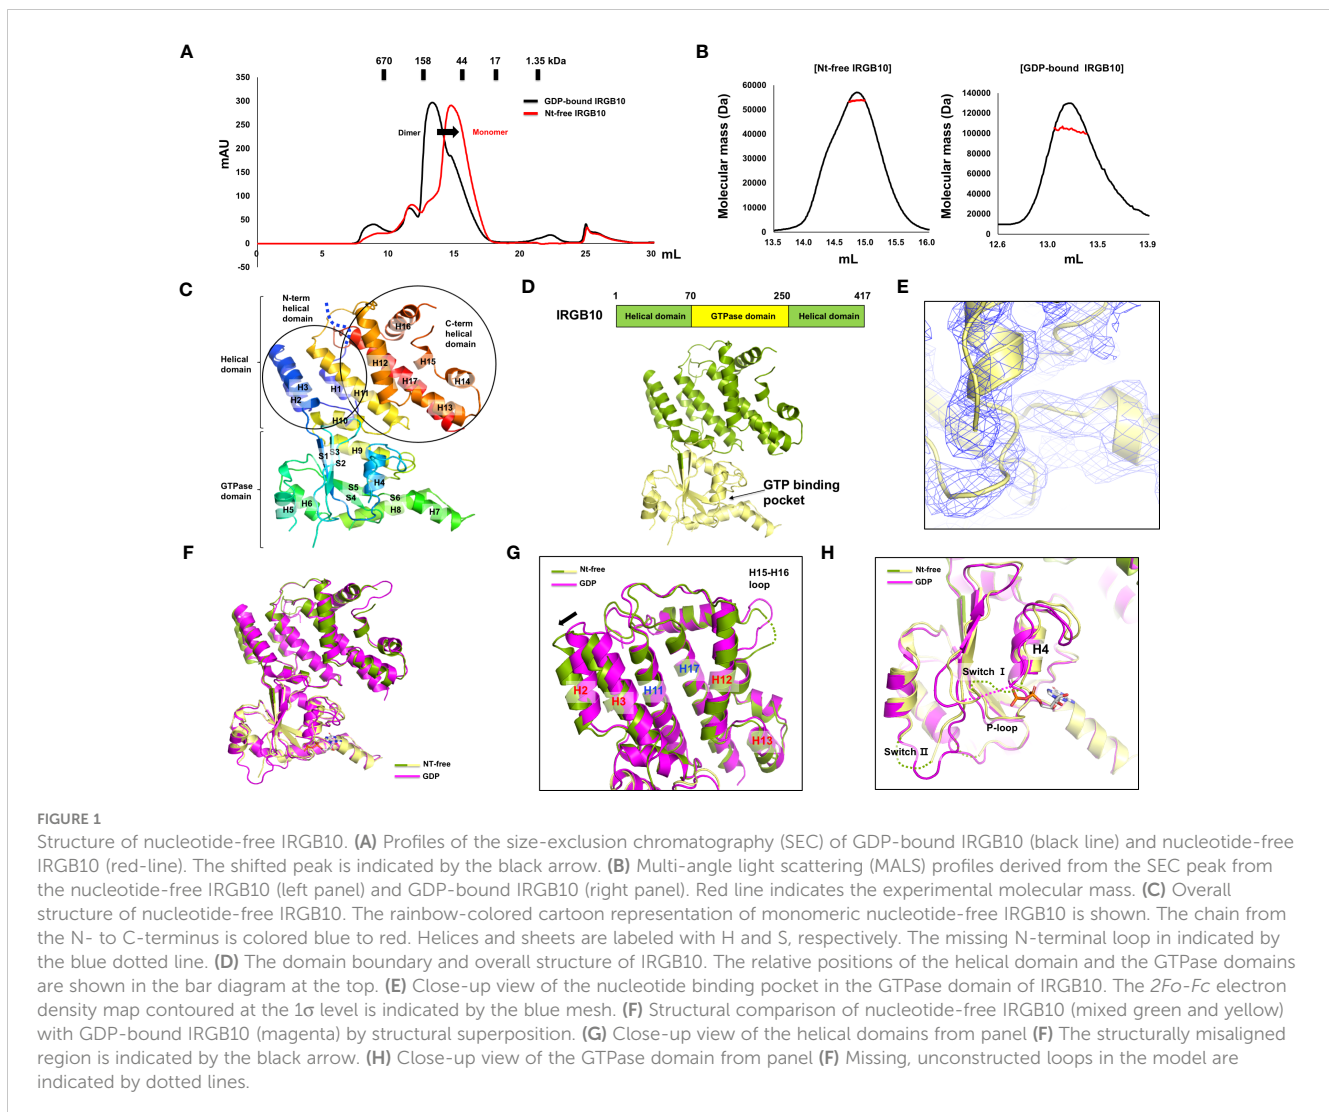 A
670 158 44 17 1.35 kDa
350
300
250
200
150
100
50
0
-50
mAU
GDP-bound IRGB10
Nt-free IRGB10
Dimer
Monomer
0 5 10 15 20 25 30
mL
B
[Nt-free IRGB10]
Molecular mass (Da)
60000
50000
40000
30000
20000
10000
0
13.5 14.0 14.5 15.0 15.5 16.0
mL
[GDP-bound IRGB10]
Molecular mass (Da)
140000
120000
100000
80000
60000
40000
20000
0
12.6 13.0 13.5 13.9
mL
C
N-term
helical
domain
C-term
helical
domain
Helical
domain
GTPase
domain
H16
H12
H15
H3
H1
H17
H14
H2
H11
H13
H10
S1
S3
H9
S2
H4
S5
S4
S6
H5
H6
H8
H7
D
1 70 250 417
IRGB10
Helical domain
GTPase domain
Helical domain
GTP binding
pocket
E
F
NT-free
GDP
G
Nt-free
GDP
H15-H16
loop
H17
H12
H2
H3
H11
H13
H
Nt-free
GDP
H4
Switch I
P-loop
Switch II
FIGURE 1
Structure of nucleotide-free IRGB10. (A) Profiles of the size-exclusion chromatography (SEC) of GDP-bound IRGB10 (black line) and nucleotide-free
IRGB10 (red-line). The shifted peak is indicated by the black arrow. (B) Multi-angle light scattering (MALS) profiles derived from the SEC peak from
the nucleotide-free IRGB10 (left panel) and GDP-bound IRGB10 (right panel). Red line indicates the experimental molecular mass. (C) Overall
structure of nucleotide-free IRGB10. The rainbow-colored cartoon representation of monomeric nucleotide-free IRGB10 is shown. The chain from
the N- to C-terminus is colored blue to red. Helices and sheets are labeled with H and S, respectively. The missing N-terminal loop in indicated by
the blue dotted line. (D) The domain boundary and overall structure of IRGB10. The relative positions of the helical domain and the GTPase domains
are shown in the bar diagram at the top. (E) Close-up view of the nucleotide binding pocket in the GTPase domain of IRGB10. The 2Fo-Fc electron
density map contoured at the 1σ level is indicated by the blue mesh. (F) Structural comparison of nucleotide-free IRGB10 (mixed green and yellow)
with GDP-bound IRGB10 (magenta) by structural superposition. (G) Close-up view of the helical domains from panel (F) The structurally misaligned
region is indicated by the black arrow. (H) Close-up view of the GTPase domain from panel (F) Missing, unconstructed loops in the model are
indicated by dotted lines.